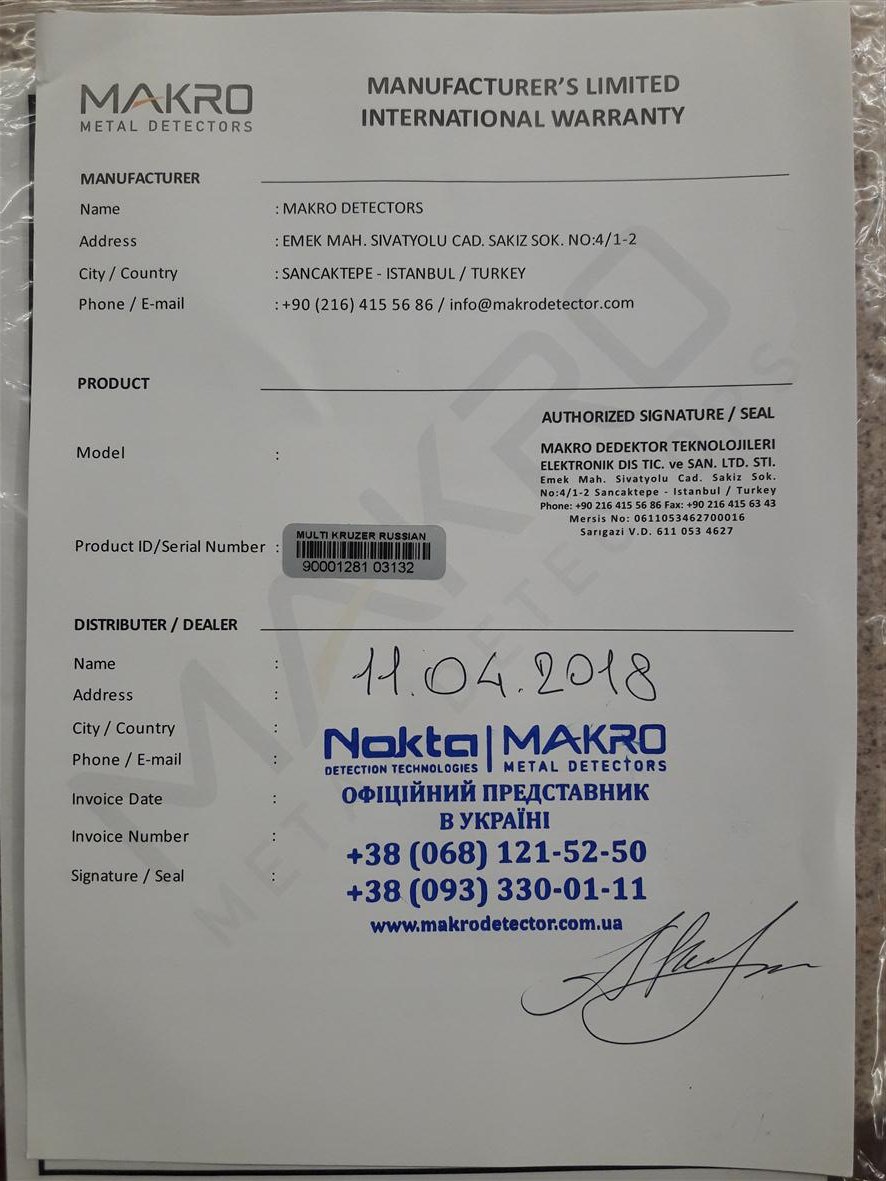 MAKRO
METAL DETECTORS
MANUFACTURER'S LIMITED
INTERNATIONAL WARRANTY
MANUFACTURER
Name : MAKRO DETECTORS
Address : EMEK MAH. SIVATYOLU CAD. SAKIZ SOK. NO:4/1-2
City / Country : SANCAKTEPE - ISTANBUL / TURKEY
Phone / E-mail : +90 (216) 415 56 86 / info@makrodetector.com
PRODUCT
AUTHORIZED SIGNATURE / SEAL
MAKRO DEDEKTOR TEKNOLOJILERI
ELEKTRONIK DIS TIC. ve SAN. LTD. STI.
Emek Mah. Sivatyolu Cad. Sakiz Sok.
No:4/1-2 Sancaktepe - Istanbul / Turkey
Phone: +90 216 415 56 86 Fax: +90 216 415 63 43
Mersis No: 0611053462700016
Sarıgazi V.D. 611 053 4627
Model :
Product ID/Serial Number :
MULTI KRUZER RUSSIAN
90001281 03132
DISTRIBUTER / DEALER
Name :
Address :
City / Country :
Phone / E-mail :
Invoice Date :
Invoice Number :
Signature / Seal :
11.04.2018
Nokta | MAKRO
DETECTION TECHNOLOGIES METAL DETECTORS
ОФІЦІЙНИЙ ПРЕДСТАВНИК
В УКРАЇНІ
+38 (068) 121-52-50
+38 (093) 330-01-11
www.makrodetector.com.ua
MAKRO
METAL DETECTORS